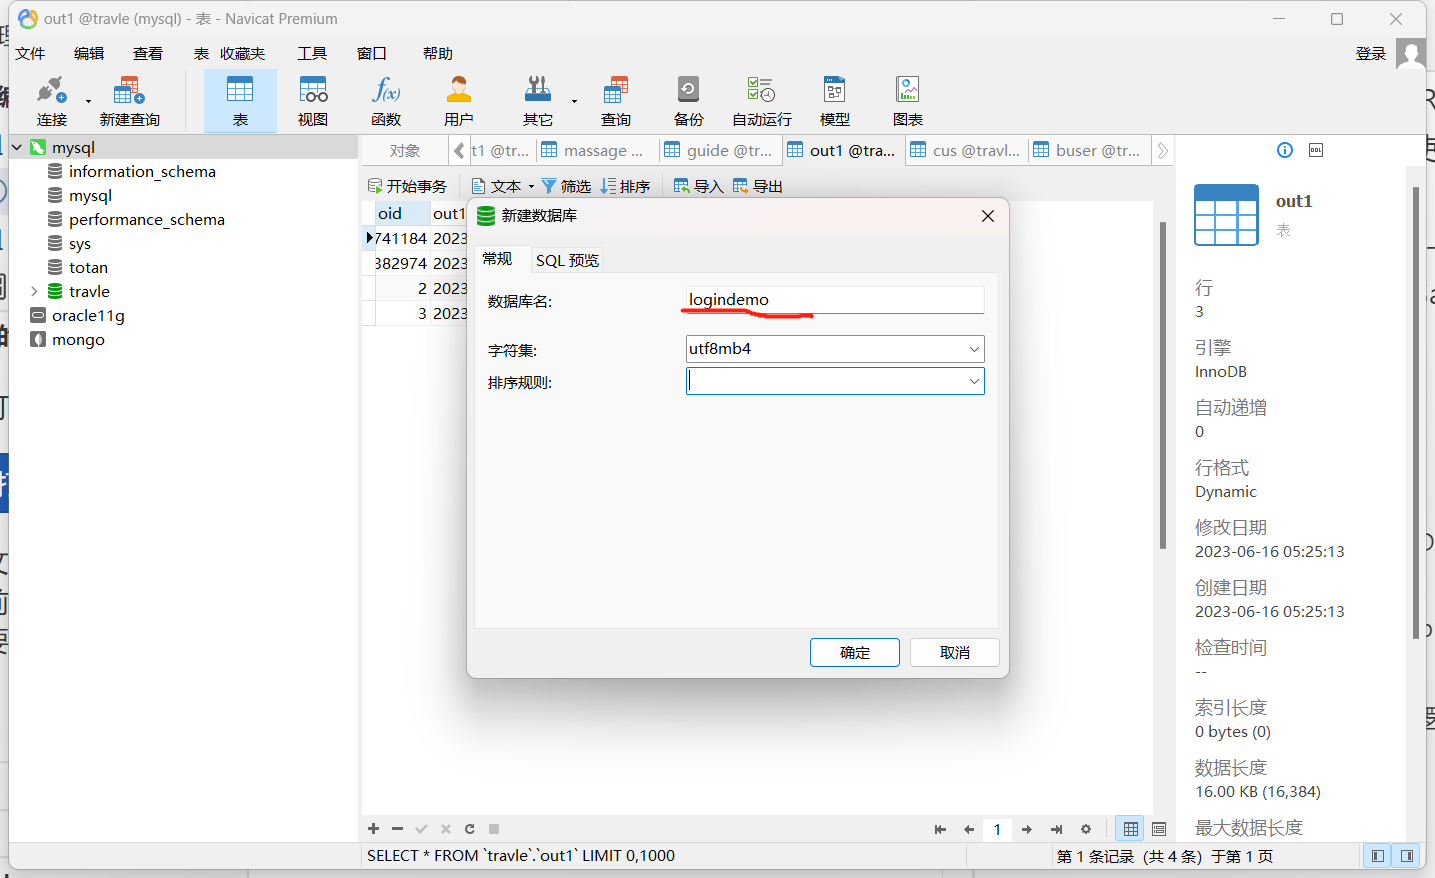 out1 @travle (mysql) - 表 - Navicat Premium
文件 编辑 查看 表 收藏夹 工具 窗口 帮助 登录
连接 新建查询 表 视图 函数 用户 其它 查询 备份 自动运行 模型 图表
mysql
information_schema
mysql
performance_schema
sys
totan
travle
oracle11g
mongo
对象 t1 @tr... massage ... guide @tr... out1 @tra... cus @travl... buser @tr...
开始事务 文本 筛选 排序 导入 导出
oid out1
741184 2023
382974 2023
2 2023
3 2023
新建数据库
常规 SQL 预览
数据库名: logindemo
字符集: utf8mb4
排序规则:
确定 取消
out1
表
行
3
引擎
InnoDB
自动递增
0
行格式
Dynamic
修改日期
2023-06-16 05:25:13
创建日期
2023-06-16 05:25:13
检查时间
--
索引长度
0 bytes (0)
数据长度
16.00 KB (16,384)
最大数据长度
1
SELECT * FROM `travle`.`out1` LIMIT 0,1000
第 1 条记录（共 4 条）于第 1 页